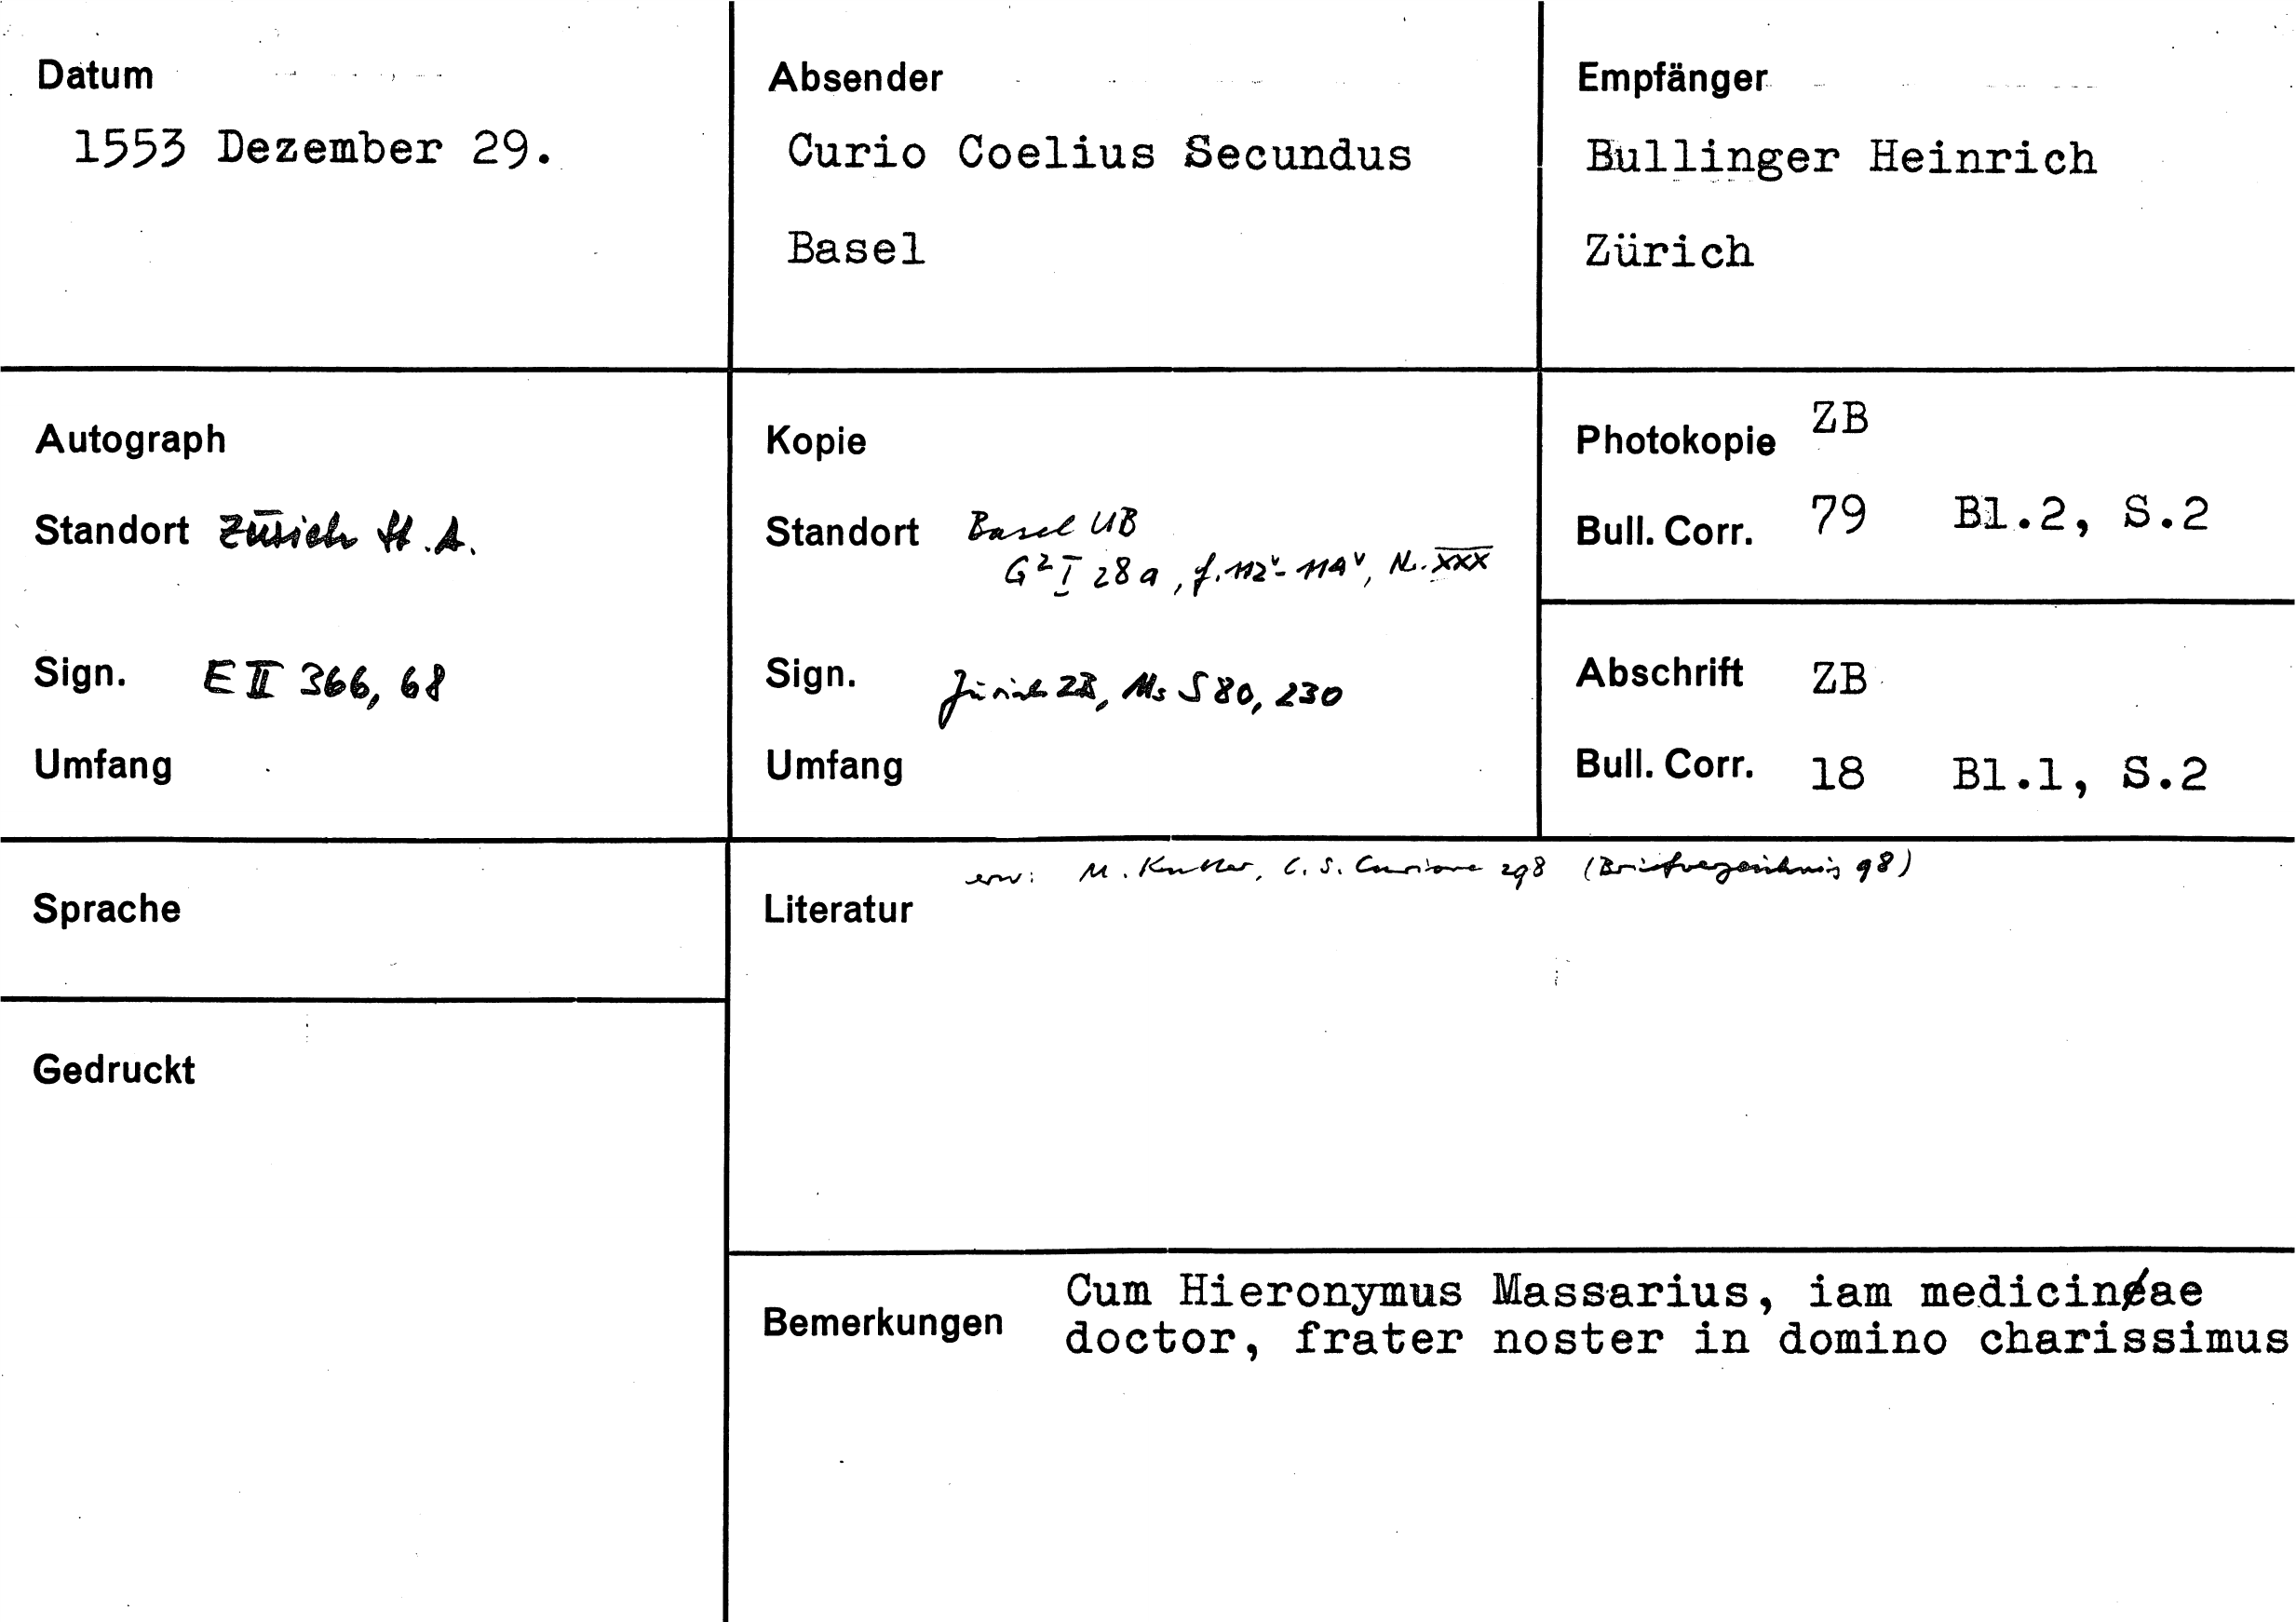 Datum
1553 Dezember 29.
Absender
Curio Coelius Secundus
Basel
Empfänger
Bullinger Heinrich
Zürich
Autograph
Standort Zürich St.A.
Sign. E II 366, 68
Umfang
Kopie
Standort Basel UB
G² I 28a, f. 112ᵛ-114ᵛ, N. XXX
Sign. Zürich ZB, Ms S 80, 230
Umfang
Photokopie ZB
Bull. Corr. 79 Bl.2, S.2
Abschrift ZB
Bull. Corr. 18 Bl.1, S.2
Sprache
Gedruckt
erw: M. Kutter, C. S. Curione 298 (Briefverzeichnis 98)
Literatur
Bemerkungen
Cum Hieronymus Massarius, iam medicinae
doctor, frater noster in domino charissimus